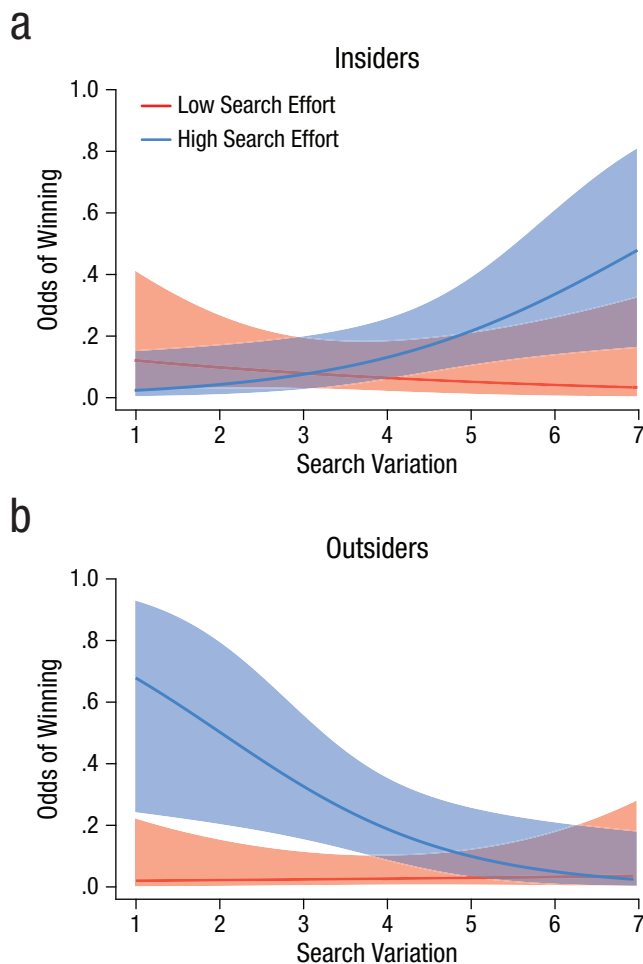 a
Insiders
1.0
.8
.6
.4
.2
.0
Odds of Winning
Low Search Effort
High Search Effort
1 2 3 4 5 6 7
Search Variation
b
Outsiders
1.0
.8
.6
.4
.2
.0
Odds of Winning
1 2 3 4 5 6 7
Search Variation